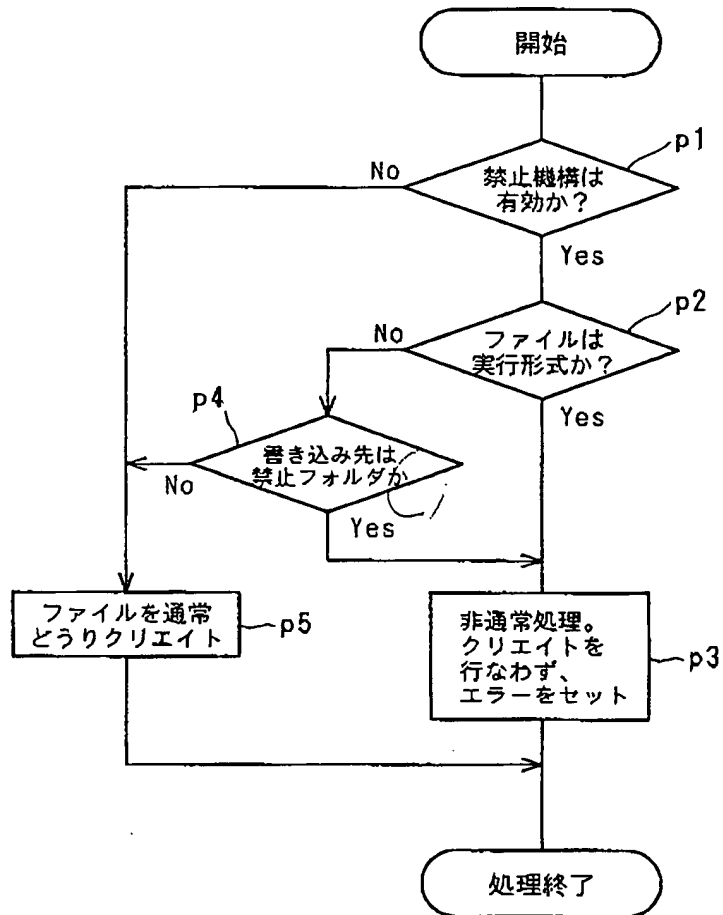 開始
p1
禁止機構は
有効か？
No
Yes
p2
ファイルは
実行形式か？
No
Yes
p4
書き込み先は
禁止フォルダか
No
Yes
ファイルを通常
どうりクリエイト
p5
非通常処理。
クリエイトを
行なわず、
エラーをセット
p3
処理終了